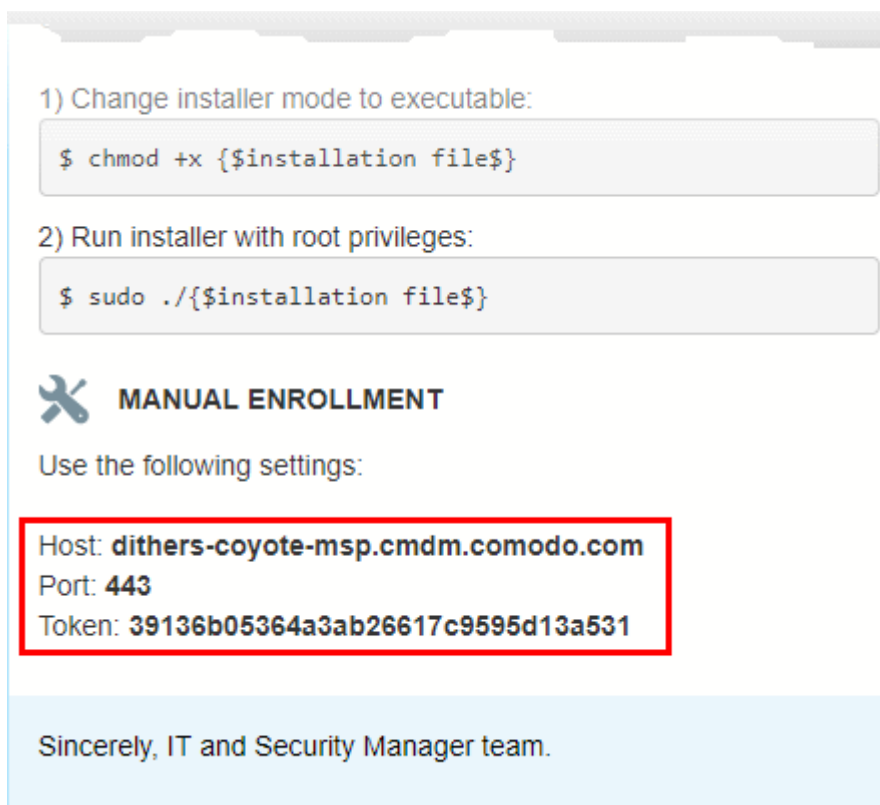 1) Change installer mode to executable:
$ chmod +x {$installation file$}
2) Run installer with root privileges:
$ sudo ./{$installation file$}
MANUAL ENROLLMENT
Use the following settings:
Host: dithers-coyote-msp.cmdm.comodo.com
Port: 443
Token: 39136b05364a3ab26617c9595d13a531
Sincerely, IT and Security Manager team.